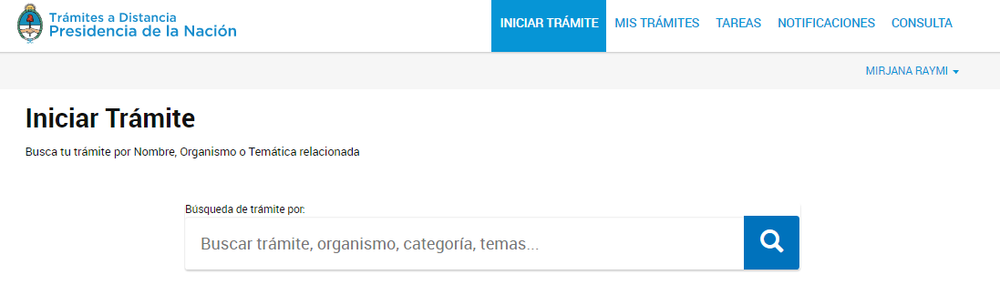 Trámites a Distancia
Presidencia de la Nación
INICIAR TRÁMITE MIS TRÁMITES TAREAS NOTIFICACIONES CONSULTA
MIRJANA RAYMI
Iniciar Trámite
Busca tu trámite por Nombre, Organismo o Temática relacionada
Búsqueda de trámite por:
Buscar trámite, organismo, categoría, temas...